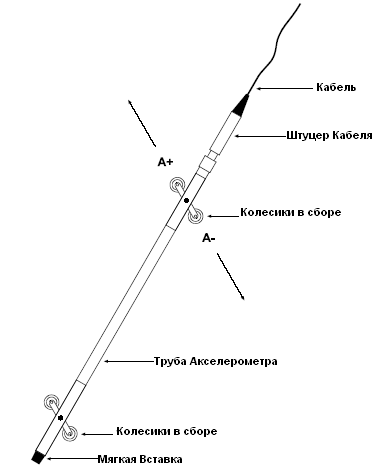 Кабель
Штуцер Кабеля
A+
Колесики в сборе
A-
Труба Акселерометра
Колесики в сборе
Мягкая Вставка